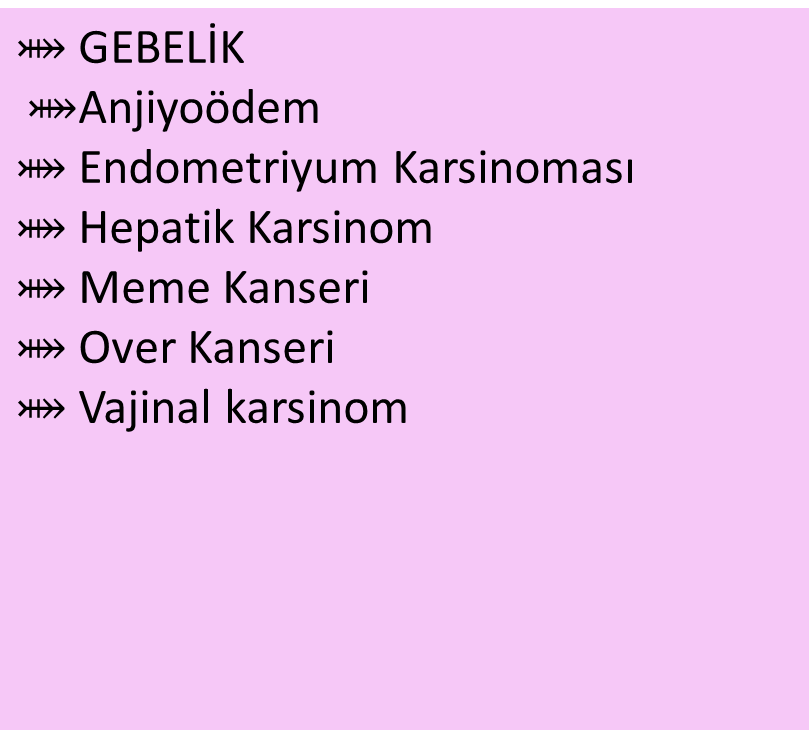 ⤕ GEBELİK
⤕Anjiyoödem
⤕ Endometriyum Karsinoması
⤕ Hepatik Karsinom
⤕ Meme Kanseri
⤕ Over Kanseri
⤕ Vajinal karsinom